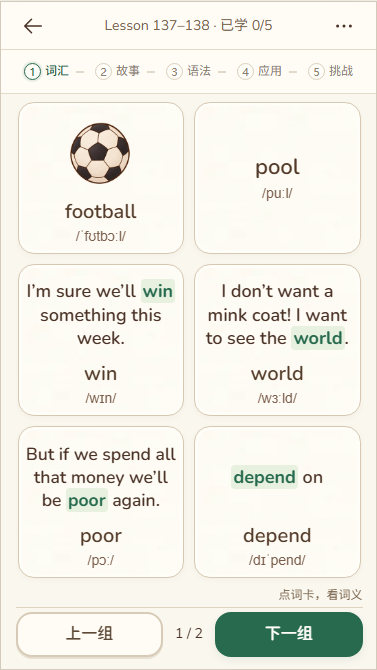 Lesson 137–138 · 已学 0/5
1 词汇 – 2 故事 – 3 语法 – 4 应用 – 5 挑战
football
/ˈfʊtbɔːl/
pool
/puːl/
I’m sure we’ll win
something this
week.
win
/wɪn/
I don’t want a
mink coat! I want
to see the world.
world
/wɜːld/
But if we spend all
that money we’ll
be poor again.
poor
/pɔː/
depend on
depend
/dɪˈpend/
点词卡，看词义
上一组
1 / 2
下一组